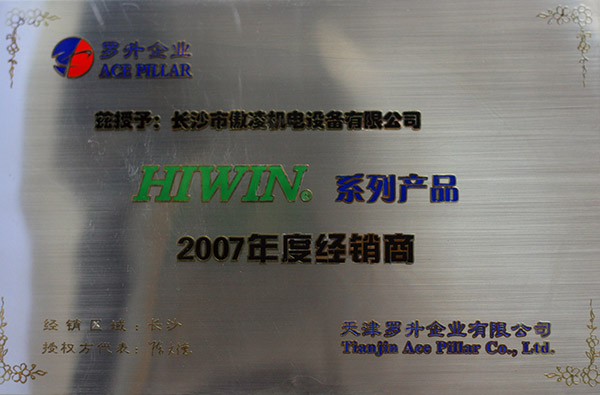 罗升企业
ACE PILLAR
兹授予：长沙市傲凌机电设备有限公司
HIWIN® 系列产品
2007年度经销商
经销区域：长沙
授权方代表：
天津罗升企业有限公司
Tianjin Ace Pillar Co., Ltd.